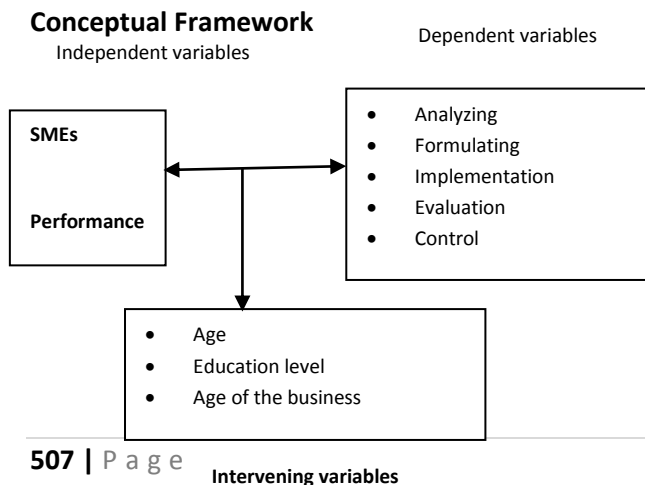 Conceptual Framework
Independent variables
Dependent variables
SMEs
Performance
• Analyzing
• Formulating
• Implementation
• Evaluation
• Control
• Age
• Education level
• Age of the business
507 | P a g e
Intervening variables